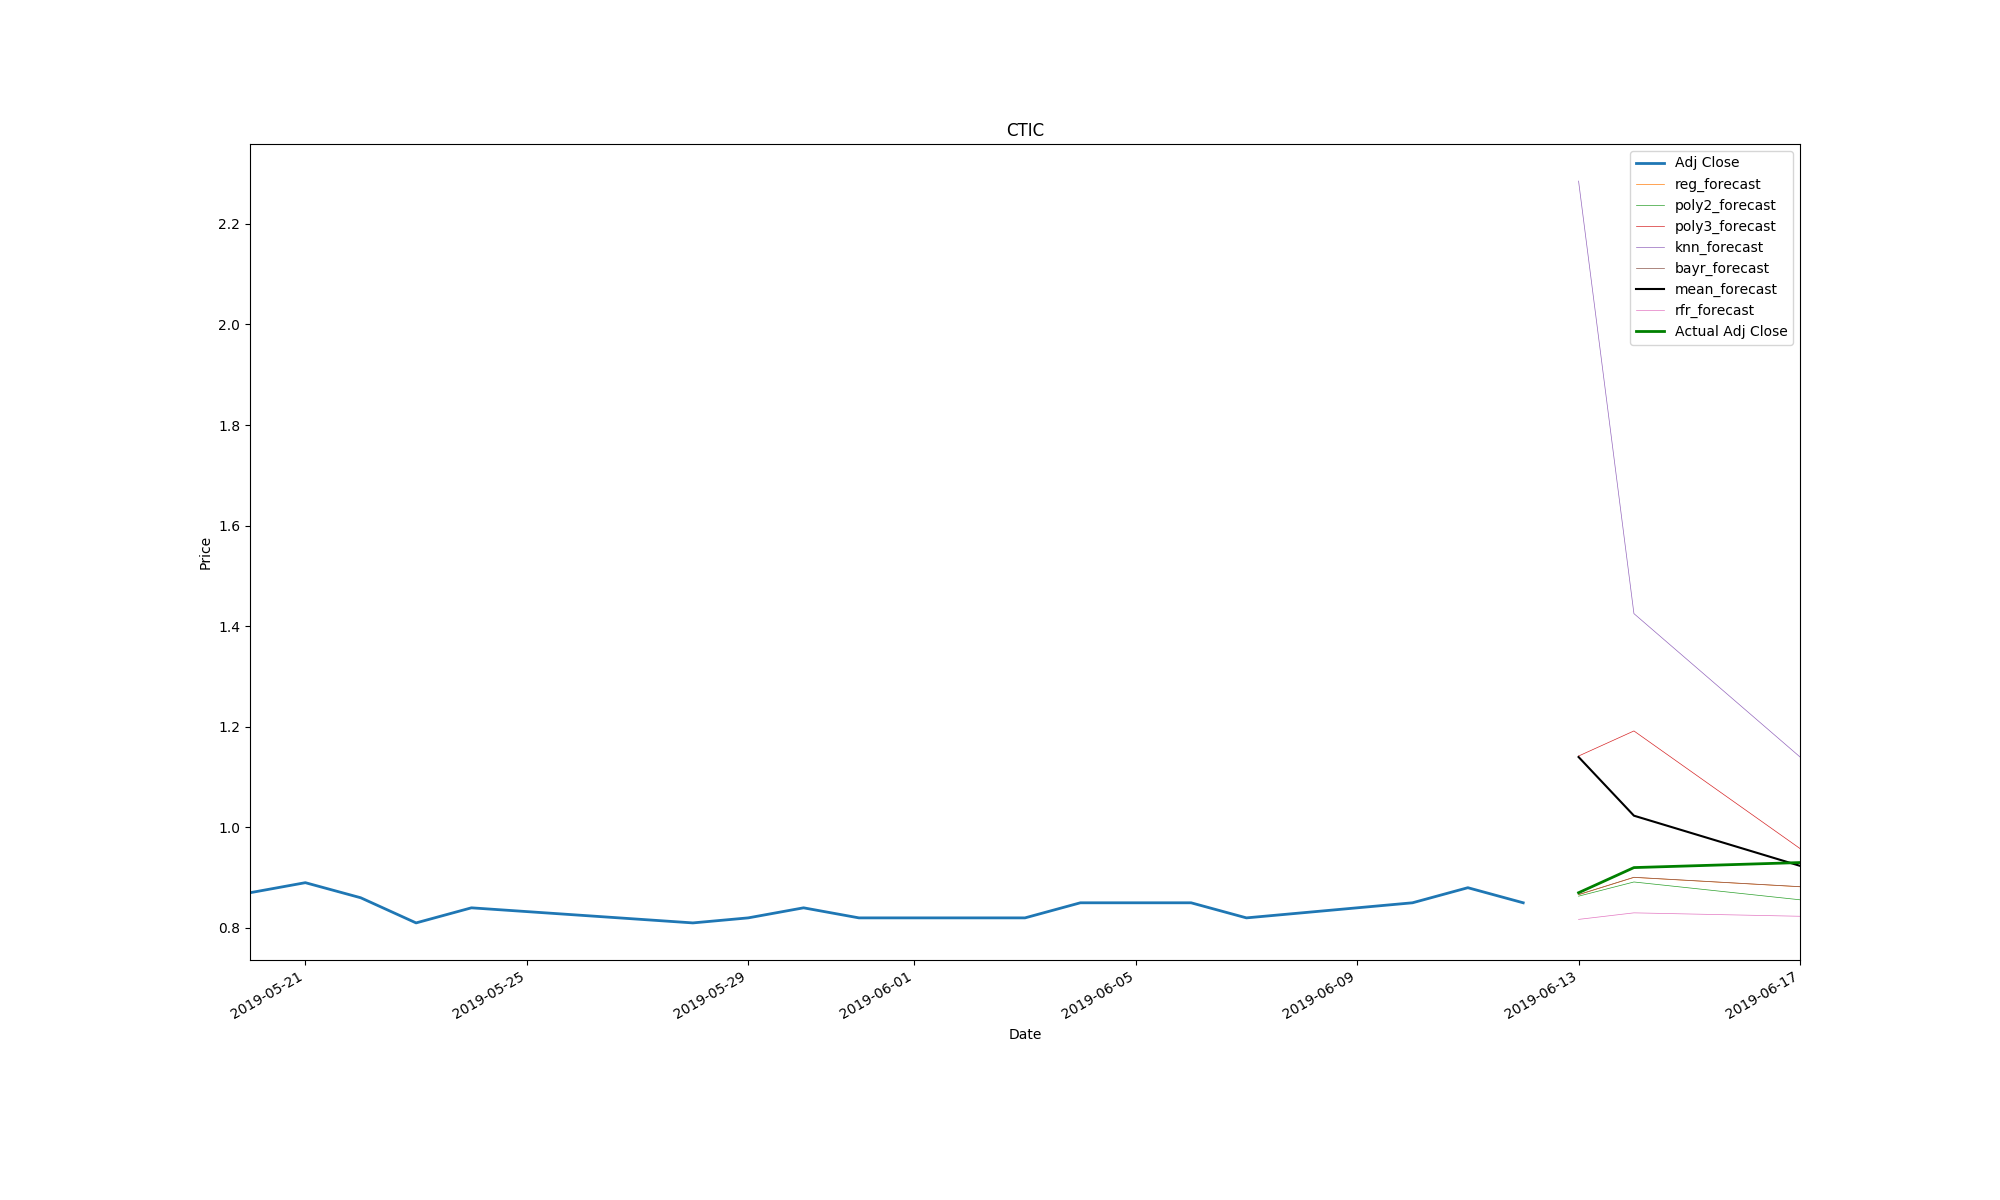 CTIC
Adj Close
reg_forecast
poly2_forecast
poly3_forecast
knn_forecast
bayr_forecast
mean_forecast
rfr_forecast
Actual Adj Close
2.2
2.0
1.8
1.6
1.4
1.2
1.0
0.8
Price
2019-05-21
2019-05-25
2019-05-29
2019-06-01
2019-06-05
2019-06-09
2019-06-13
2019-06-17
Date